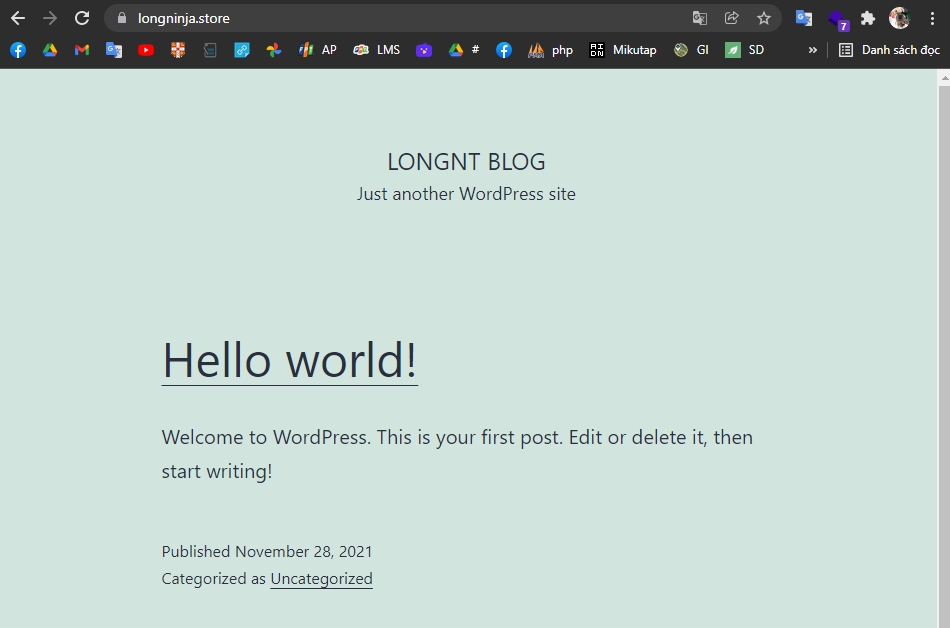 longninja.store
7
AP
LMS
#
php
Mikutap
GI
SD
»
Danh sách đọc
LONGNT BLOG
Just another WordPress site
Hello world!
Welcome to WordPress. This is your first post. Edit or delete it, then
start writing!
Published November 28, 2021
Categorized as Uncategorized